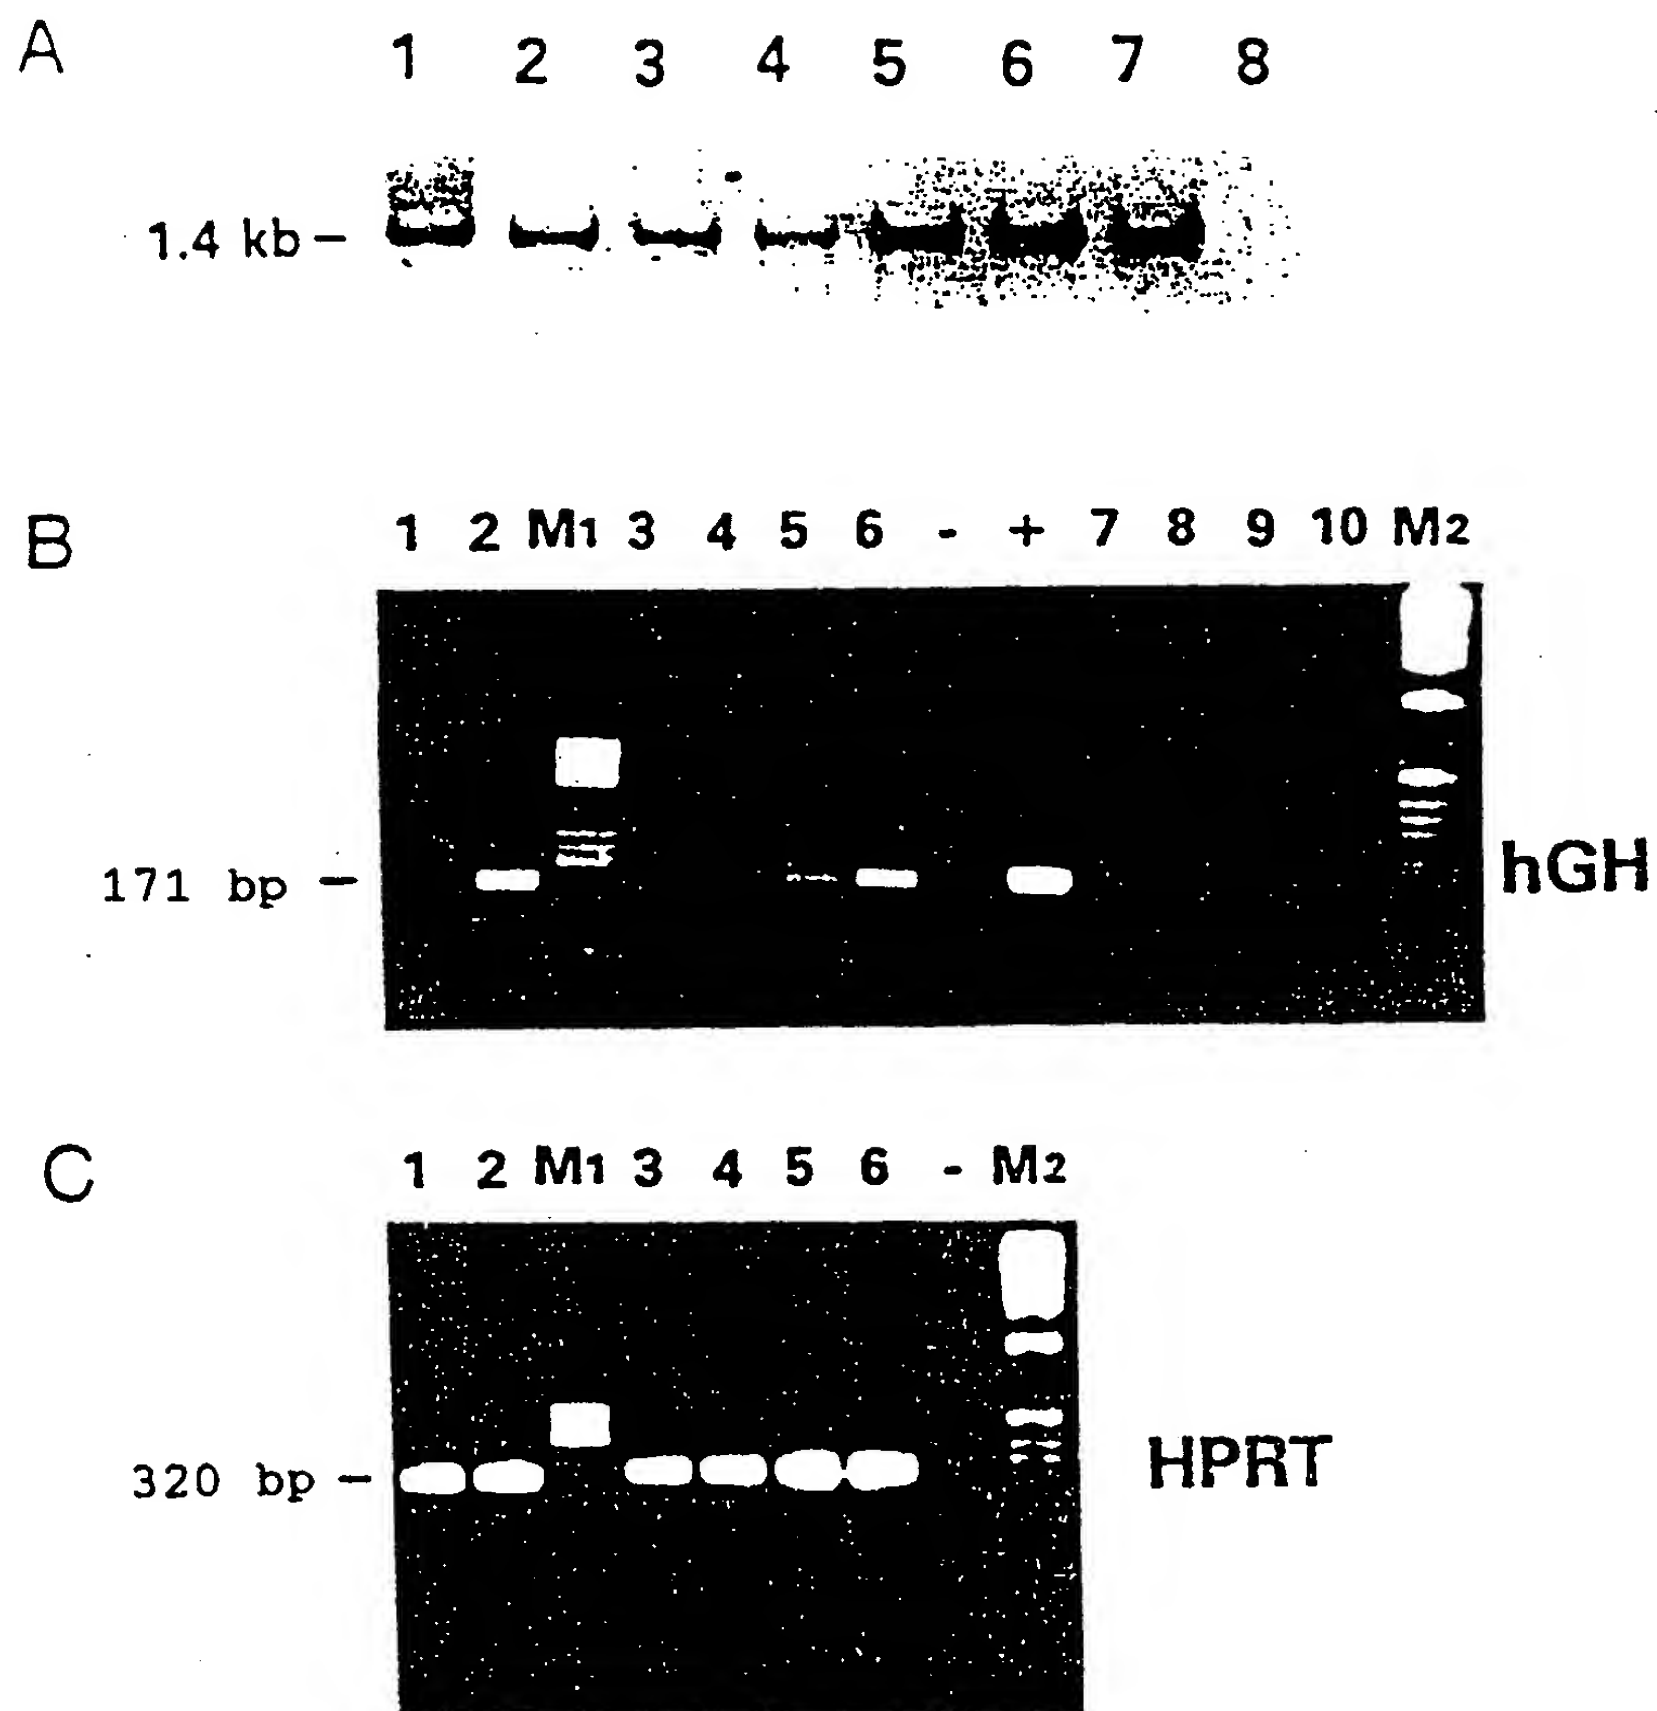 A 1 2 3 4 5 6 7 8
1.4 kb –
B 1 2 M1 3 4 5 6 - + 7 8 9 10 M2
171 bp –
hGH
C 1 2 M1 3 4 5 6 - M2
320 bp –
HPRT